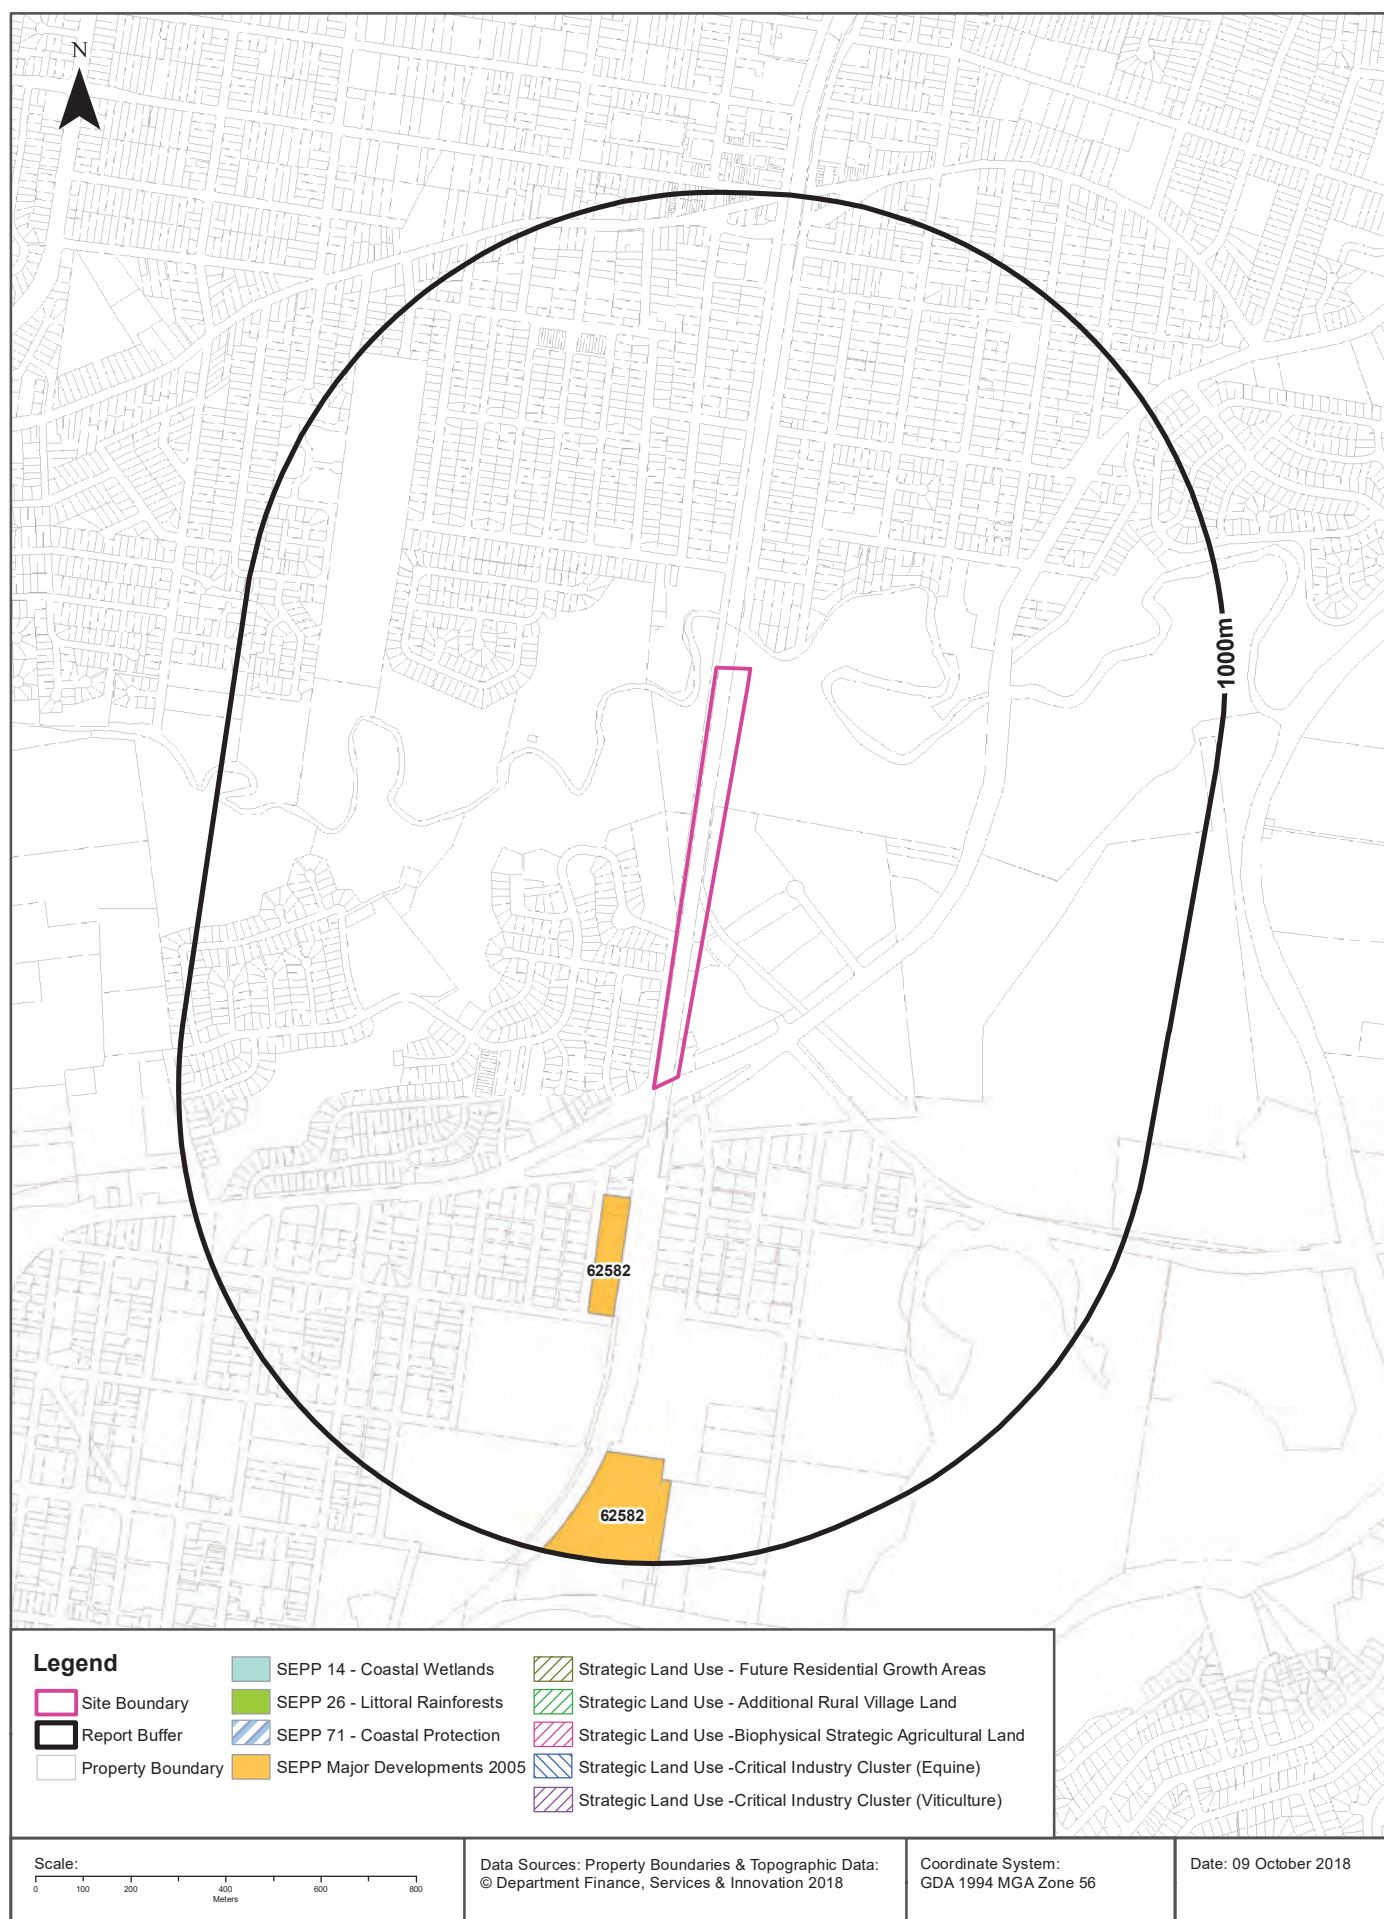 N
1000m
62582
62582
Legend
Site Boundary
Report Buffer
Property Boundary
SEPP 14 - Coastal Wetlands
SEPP 26 - Littoral Rainforests
SEPP 71 - Coastal Protection
SEPP Major Developments 2005
Strategic Land Use - Future Residential Growth Areas
Strategic Land Use - Additional Rural Village Land
Strategic Land Use -Biophysical Strategic Agricultural Land
Strategic Land Use -Critical Industry Cluster (Equine)
Strategic Land Use -Critical Industry Cluster (Viticulture)
Scale:
0 100 200 400 600 800
Meters
Data Sources: Property Boundaries & Topographic Data:
© Department Finance, Services & Innovation 2018
Coordinate System:
GDA 1994 MGA Zone 56
Date: 09 October 2018